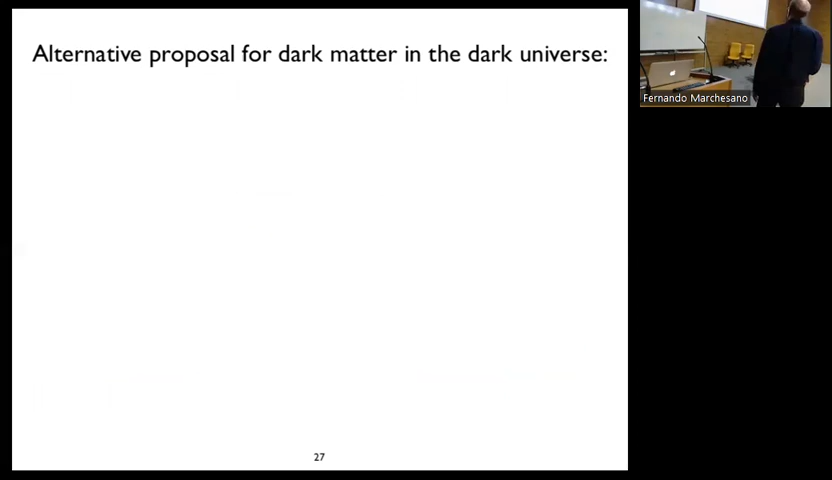 Alternative proposal for dark matter in the dark universe:
Fernando Marchesano
27